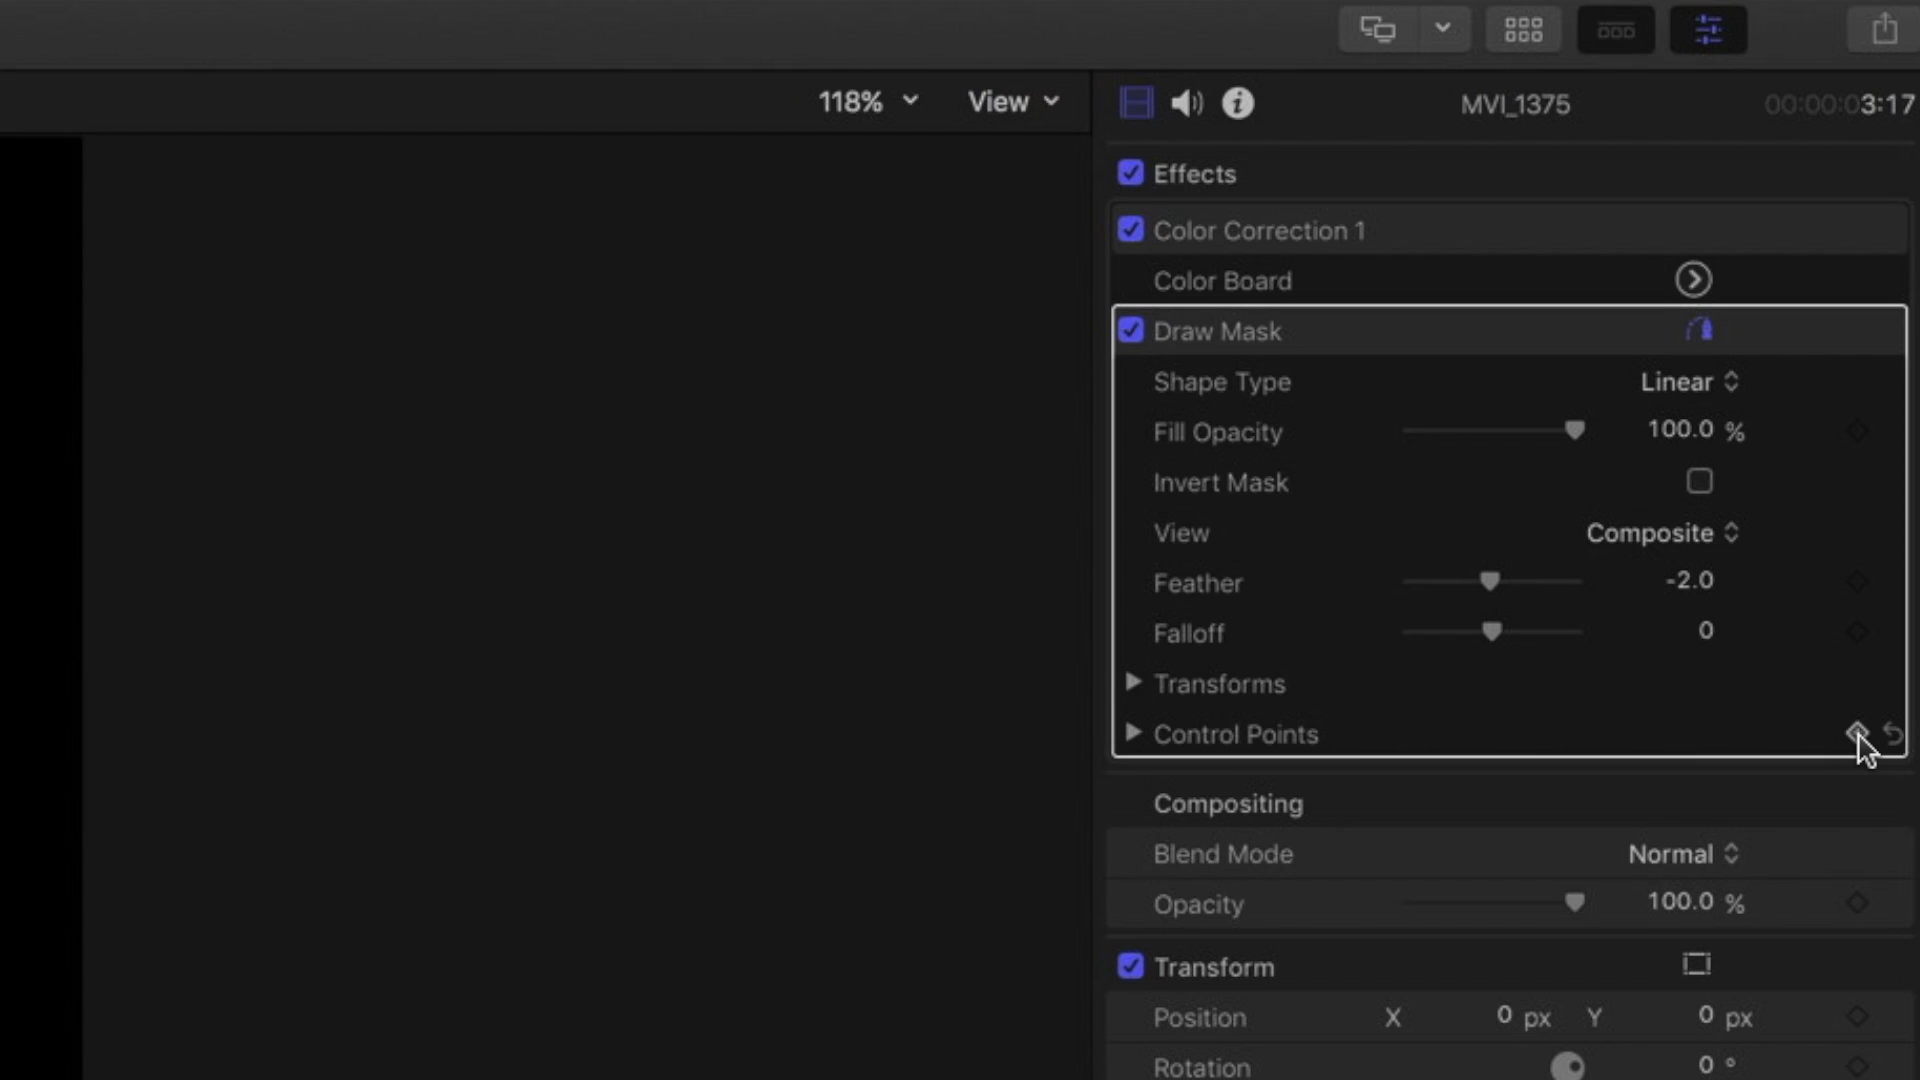 118% View MVI_1375 00:00:03:17
Effects
Color Correction 1
Color Board
Draw Mask
Shape Type Linear
Fill Opacity 100.0 %
Invert Mask
View Composite
Feather -2.0
Falloff 0
Transforms
Control Points
Compositing
Blend Mode Normal
Opacity 100.0 %
Transform
Position X 0 px Y 0 px
Rotation 0 °